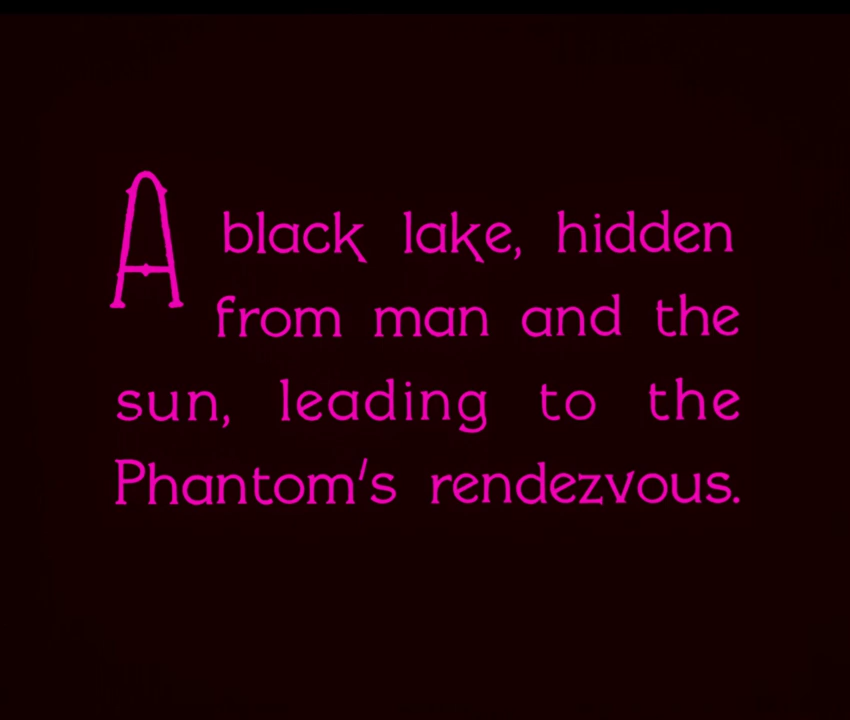 A black lake, hidden
from man and the
sun, leading to the
Phantom's rendezvous.